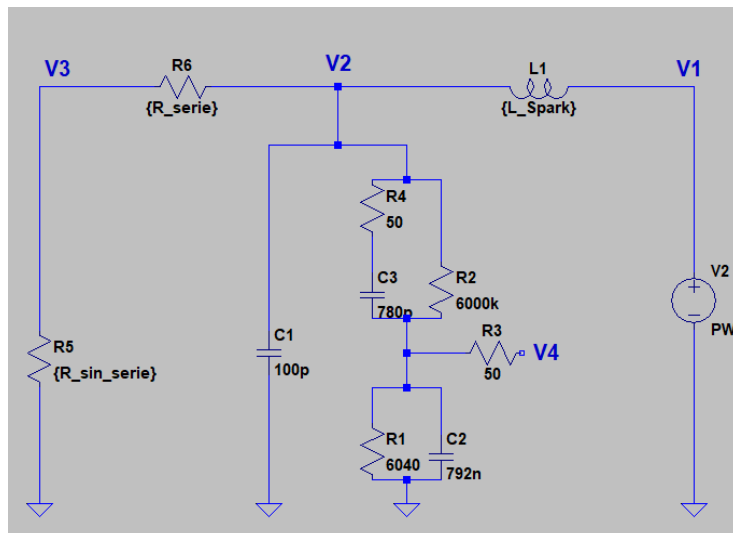 V3
R6
{R_serie}
V2
L1
{L_Spark}
V1
R4
50
C3
780p
R2
6000k
V2
PW
R3
50
V4
C1
100p
R5
{R_sin_serie}
R1
6040
C2
792n